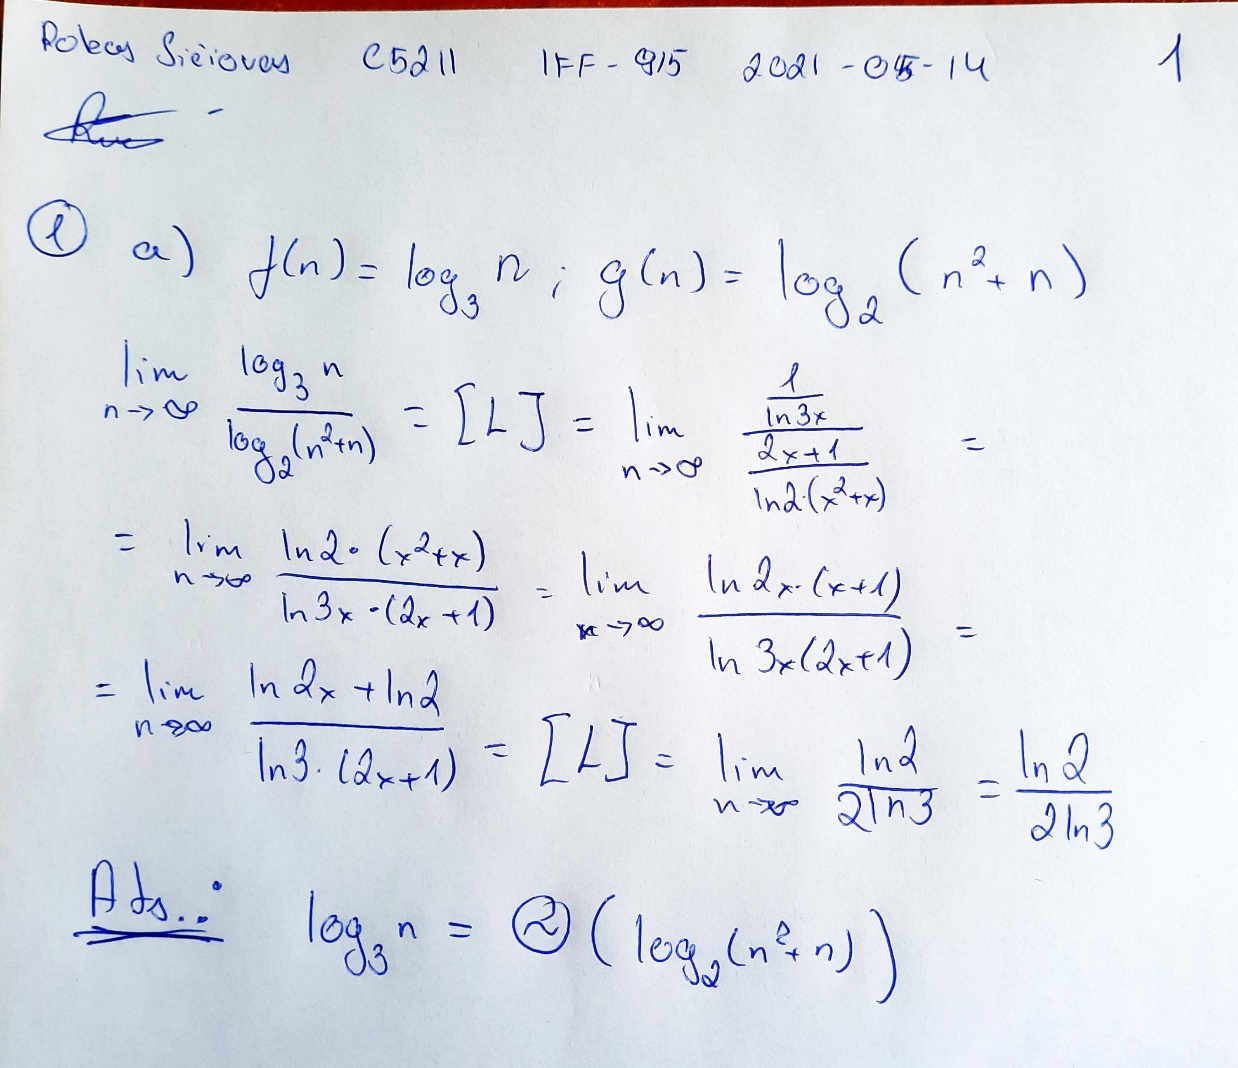 C5211 IFF-9/5 2021-05-14 1
① a) f(n) = log₃ n ; g(n) = log₂ (n² + n)
lim n→∞ log₃ n / log₂(n²+n) = [L] = lim n→∞ (1 / ln3x) / (2x+1 / ln2·(x²+x)) =
= lim n→∞ ln2·(x²+x) / ln3x·(2x+1) = lim x→∞ ln2x·(x+1) / ln3x(2x+1) =
= lim n→∞ ln2x + ln2 / ln3·(2x+1) = [L] = lim n→∞ ln2 / 2ln3 = ln2 / 2ln3
Ats.: log₃ n = Θ(log₂(n²+n))